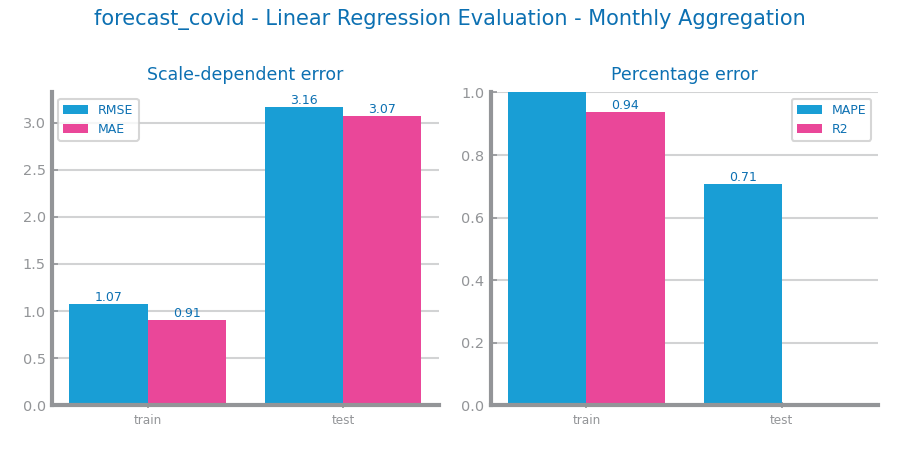 forecast_covid - Linear Regression Evaluation - Monthly Aggregation
Scale-dependent error
RMSE
MAE
3.16
3.07
1.07
0.91
3.0
2.5
2.0
1.5
1.0
0.5
0.0
train
test
Percentage error
MAPE
R2
0.94
0.71
1.0
0.8
0.6
0.4
0.2
0.0
train
test